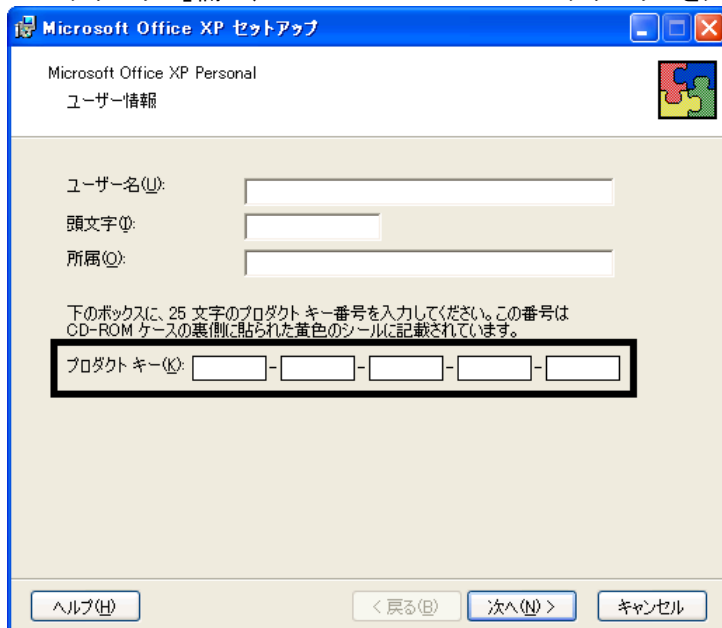 Microsoft Office XP セットアップ
Microsoft Office XP Personal
ユーザー情報
ユーザー名(U):
頭文字(I):
所属(O):
下のボックスに、25 文字のプロダクト キー番号を入力してください。この番号は
CD-ROM ケースの裏側に貼られた黄色のシールに記載されています。
プロダクト キー(K): - - - -
ヘルプ(H) < 戻る(B) 次へ(N) > キャンセル